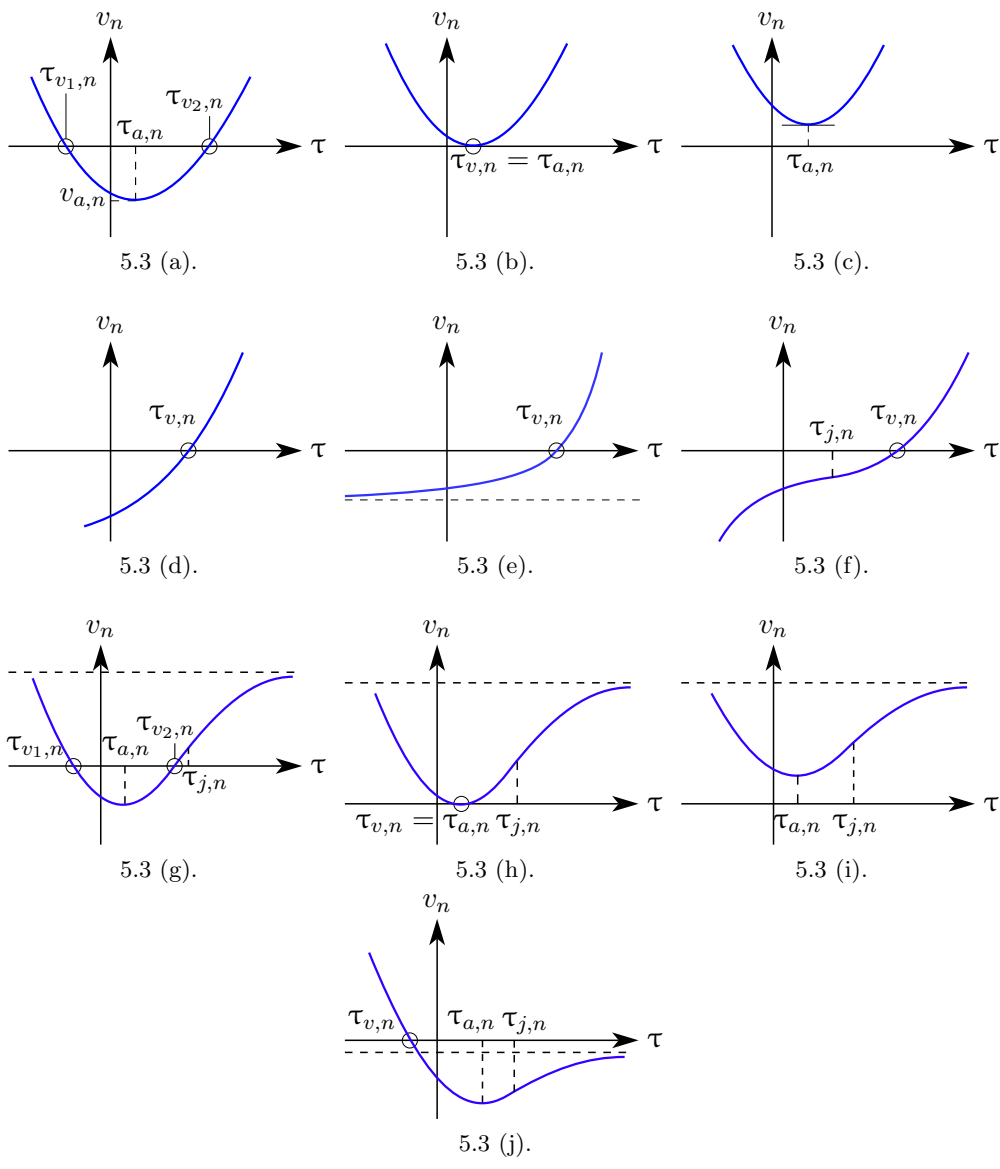 v_n v_n v_n
τ_{v_1,n} τ_{v_2,n} τ_{a,n} v_{a,n} τ
τ_{v,n} = τ_{a,n} τ
τ_{a,n} τ
5.3 (a). 5.3 (b). 5.3 (c).
v_n v_n v_n
τ_{v,n} τ
τ_{v,n} τ
τ_{j,n} τ_{v,n} τ
5.3 (d). 5.3 (e). 5.3 (f).
v_n v_n v_n
τ_{v_1,n} τ_{a,n} τ_{v_2,n} τ_{j,n} τ
τ_{v,n} = τ_{a,n} τ_{j,n} τ
τ_{a,n} τ_{j,n} τ
5.3 (g). 5.3 (h). 5.3 (i).
v_n
τ_{v,n} τ_{a,n} τ_{j,n} τ
5.3 (j).